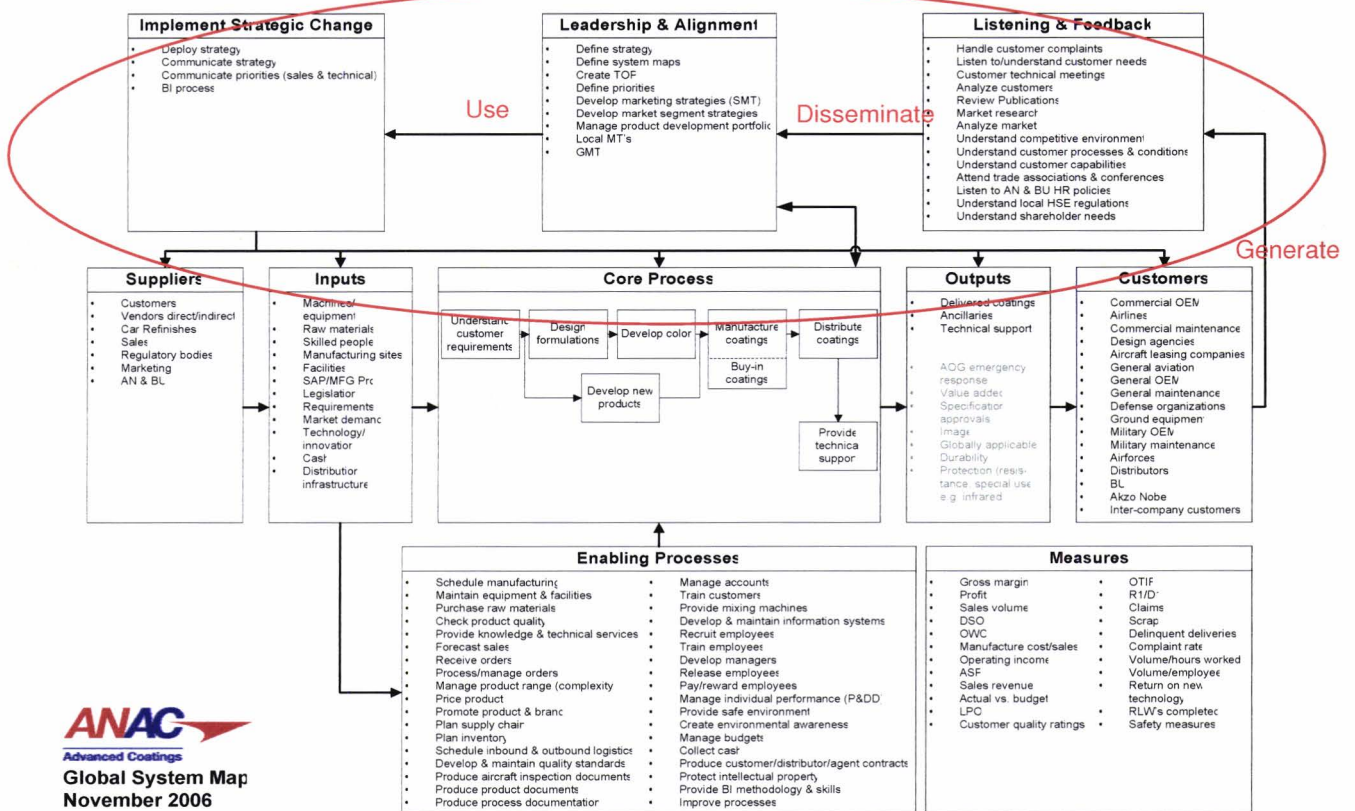 Implement Strategic Change
• Deploy strategy
• Communicate strategy
• Communicate priorities (sales & technical)
• BI process
Use
Leadership & Alignment
• Define strategy
• Define system maps
• Create TOF
• Define priorities
• Develop marketing strategies (SMT)
• Develop market segment strategies
• Manage product development portfolio
• Local MT's
• GMT
Disseminate
Listening & Feedback
• Handle customer complaints
• Listen to/understand customer needs
• Customer technical meetings
• Analyze customers
• Review Publications
• Market research
• Analyze market
• Understand competitive environment
• Understand customer processes & conditions
• Understand customer capabilities
• Attend trade associations & conferences
• Listen to AN & BU HR policies
• Understand local HSE regulations
• Understand shareholder needs
Generate
Suppliers
• Customers
• Vendors direct/indirect
• Car Refinishes
• Sales
• Regulatory bodies
• Marketing
• AN & BU
Inputs
• Machines/
equipment
• Raw materials
• Skilled people
• Manufacturing sites
• Facilities
• SAP/MFG Pro
• Legislation
• Requirements
• Market demand
• Technology/
innovation
• Cash
• Distribution
infrastructure
Core Process
Understand
customer
requirements
Design
formulations
Develop color
Manufacture
coatings
Buy-in
coatings
Distribute
coatings
Develop new
products
Provide
technical
support
Outputs
• Delivered coatings
• Ancillaries
• Technical support
• AOG emergency
response
• Value added
• Specification
approvals
• Image
• Globally applicable
• Durability
• Protection (resis-
tance, special use
e.g. infrared
Customers
• Commercial OEM
• Airlines
• Commercial maintenance
• Design agencies
• Aircraft leasing companies
• General aviation
• General OEM
• General maintenance
• Defense organizations
• Ground equipment
• Military OEM
• Military maintenance
• Airforces
• Distributors
• BU
• Akzo Nobel
• Inter-company customers
Enabling Processes
• Schedule manufacturing
• Maintain equipment & facilities
• Purchase raw materials
• Check product quality
• Provide knowledge & technical services
• Forecast sales
• Receive orders
• Process/manage orders
• Manage product range (complexity
• Price product
• Promote product & brand
• Plan supply chain
• Plan inventory
• Schedule inbound & outbound logistics
• Develop & maintain quality standards
• Produce aircraft inspection documents
• Produce product documents
• Produce process documentation
• Manage accounts
• Train customers
• Provide mixing machines
• Develop & maintain information systems
• Recruit employees
• Train employees
• Develop managers
• Release employees
• Pay/reward employees
• Manage individual performance (P&DD)
• Provide safe environment
• Create environmental awareness
• Manage budgets
• Collect cash
• Produce customer/distributor/agent contracts
• Protect intellectual property
• Provide BI methodology & skills
• Improve processes
Measures
• Gross margin
• Profit
• Sales volume
• DSO
• OWC
• Manufacture cost/sales
• Operating income
• ASF
• Sales revenue
• Actual vs. budget
• LPO
• Customer quality ratings
• OTIF
• Claims
• Scrap
• Delinquent deliveries
• Complaint rate
• Volume/hours worked
• Volume/employee
• Return on new
technology
• RLW's completed
• Safety measures
ANAC
Advanced Coatings
Global System Map
November 2006